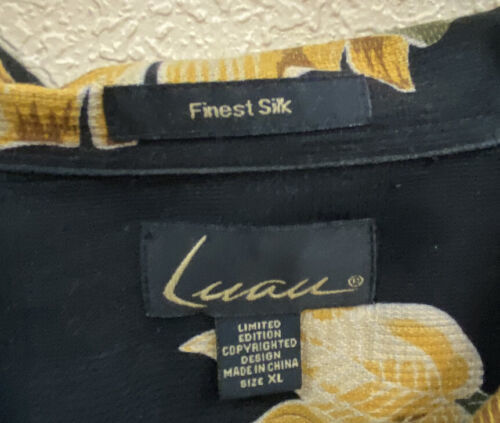 Finest Silk
Luau®
LIMITED
EDITION
COPYRIGHTED
DESIGN
MADE IN CHINA
SIZE XL